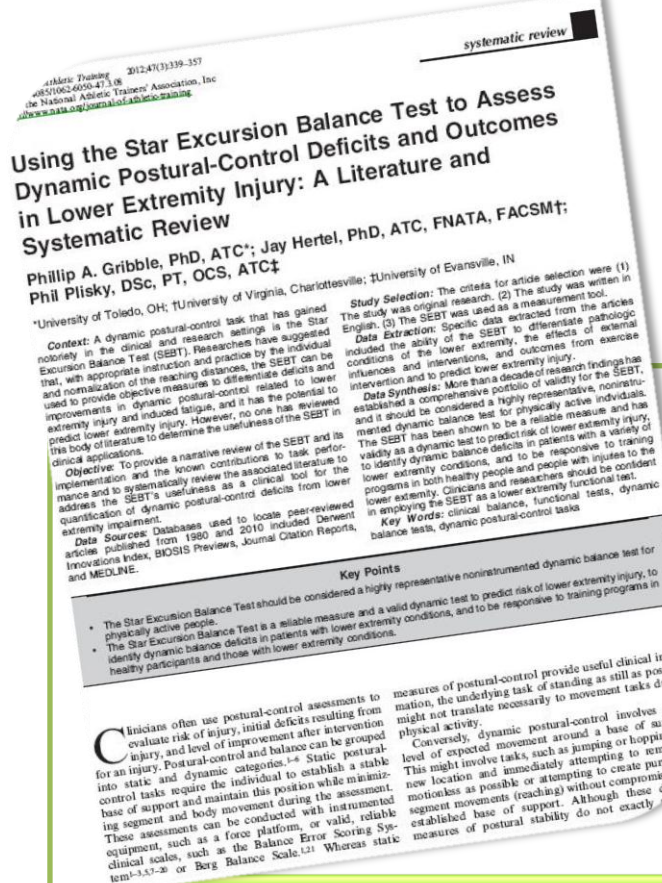 Athletic Training 2012;47(3):339–357
4085/1062-6050-47.3.08
the National Athletic Trainers' Association, Inc
//www.nata.org/journal-of-athletic-training
systematic review
Using the Star Excursion Balance Test to Assess
Dynamic Postural-Control Deficits and Outcomes
in Lower Extremity Injury: A Literature and
Systematic Review
Phillip A. Gribble, PhD, ATC*; Jay Hertel, PhD, ATC, FNATA, FACSM†;
Phil Plisky, DSc, PT, OCS, ATC‡
*University of Toledo, OH; †University of Virginia, Charlottesville; ‡University of Evansville, IN
Context: A dynamic postural-control task that has gained
notoriety in the clinical and research settings is the Star
Excursion Balance Test (SEBT). Researchers have suggested
that, with appropriate instruction and practice by the individual
and normalization of the reaching distances, the SEBT can be
used to provide objective measures to differentiate deficits and
improvements in dynamic postural-control related to lower
extremity injury and induced fatigue, and it has the potential to
predict lower extremity injury. However, no one has reviewed
this body of literature to determine the usefulness of the SEBT in
clinical applications.
Objective: To provide a narrative review of the SEBT and its
implementation and the known contributions to task perfor-
mance and to systematically review the associated literature to
address the SEBT's usefulness as a clinical tool for the
quantification of dynamic postural-control deficits from lower
extremity impairment.
Data Sources: Databases used to locate peer-reviewed
articles published from 1980 and 2010 included Derwent
Innovations Index, BIOSIS Previews, Journal Citation Reports,
and MEDLINE.
Study Selection: The criteria for article selection were (1)
The study was original research. (2) The study was written in
English. (3) The SEBT was used as a measurement tool.
Data Extraction: Specific data extracted from the articles
included the ability of the SEBT to differentiate pathologic
conditions of the lower extremity, the effects of external
influences and interventions, and outcomes from exercise
intervention and to predict lower extremity injury.
Data Synthesis: More than a decade of research findings has
established a comprehensive portfolio of validity for the SEBT,
and it should be considered a highly representative, noninstru-
mented dynamic balance test for physically active individuals.
The SEBT has been shown to be a reliable measure and has
validity as a dynamic test to predict risk of lower extremity injury,
to identify dynamic balance deficits in patients with a variety of
lower extremity conditions, and to be responsive to training
programs in both healthy people and people with injuries to the
lower extremity. Clinicians and researchers should be confident
in employing the SEBT as a lower extremity functional test.
Key Words: clinical balance, functional tests, dynamic
balance tests, dynamic postural-control tasks
Key Points
• The Star Excursion Balance Test should be considered a highly representative noninstrumented dynamic balance test for
physically active people.
• The Star Excursion Balance Test is a reliable measure and a valid dynamic test to predict risk of lower extremity injury, to
identify dynamic balance deficits in patients with lower extremity conditions, and to be responsive to training programs in
healthy participants and those with lower extremity conditions.
Clinicians often use postural-control assessments to
evaluate risk of injury, initial deficits resulting from
injury, and level of improvement after intervention
for an injury. Postural-control and balance can be grouped
into static and dynamic categories.1–6 Static postural-
control tasks require the individual to establish a stable
base of support and maintain this position while minimiz-
ing segment and body movement during the assessment.
These assessments can be conducted with instrumented
equipment, such as a force platform, or valid, reliable
clinical scales, such as the Balance Error Scoring Sys-
tem1–3,5,7–20 or Berg Balance Scale.1,21 Whereas static
measures of postural-control provide useful clinical
mation, the underlying task of standing as still as
might not translate necessarily to movement tasks
physical activity.
Conversely, dynamic postural-control involves
level of expected movement around a base of
This might involve tasks, such as jumping or
new location and immediately attempting to
motionless as possible or attempting to create
segment movements (reaching) without
established base of support. Although these
measures of postural stability do not exactly